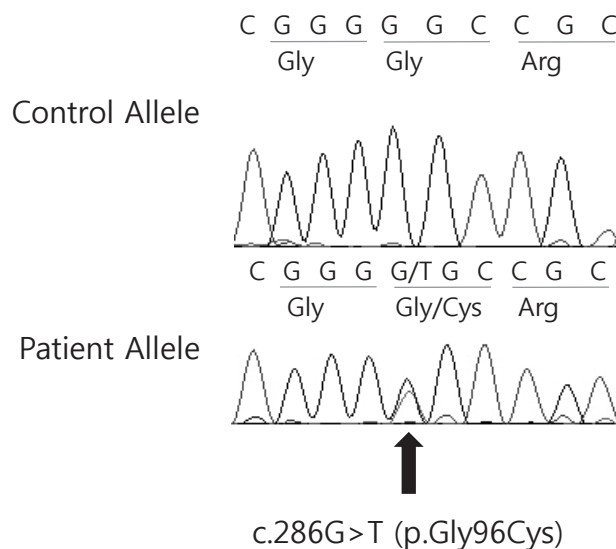 C G G G G G C C G C
Gly Gly Arg
Control Allele
C G G G G/T G C C G C
Gly Gly/Cys Arg
Patient Allele
c.286G>T (p.Gly96Cys)